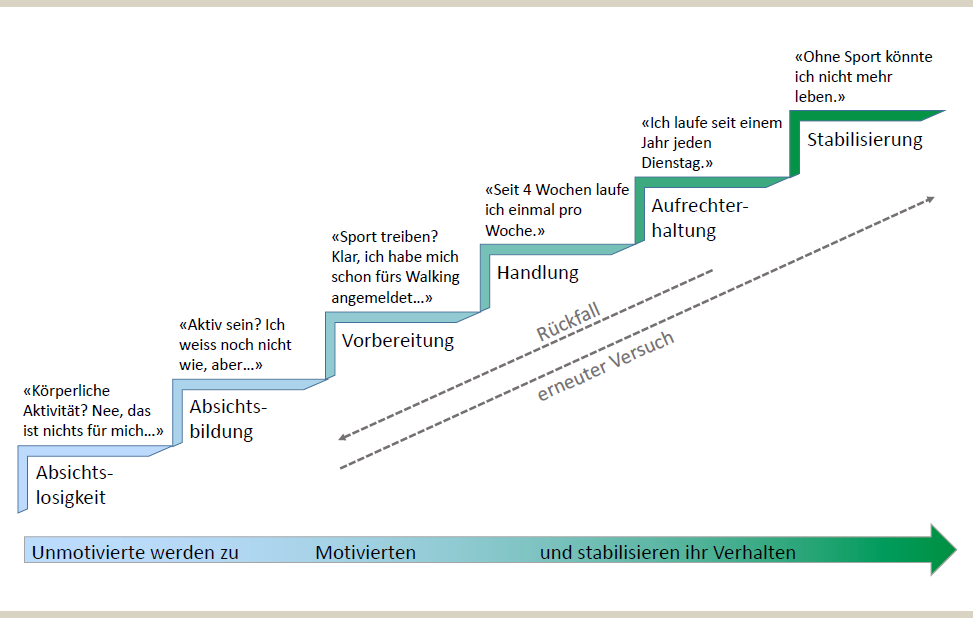 «Ohne Sport könnte
ich nicht mehr
leben.»
Stabilisierung
«Ich laufe seit einem
Jahr jeden
Dienstag.»
Aufrechter-
haltung
«Seit 4 Wochen laufe
ich einmal pro
Woche.»
Handlung
«Sport treiben?
Klar, ich habe mich
schon fürs Walking
angemeldet...»
Vorbereitung
«Aktiv sein? Ich
weiss noch nicht
wie, aber...»
Absichts-
bildung
«Körperliche
Aktivität? Nee, das
ist nichts für mich...»
Absichts-
losigkeit
Rückfall
erneuter Versuch
Unmotivierte werden zu Motivierten und stabilisieren ihr Verhalten